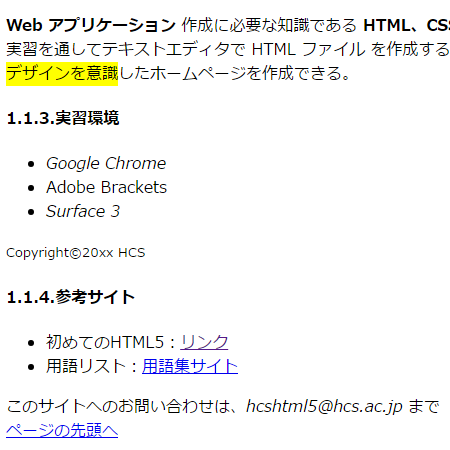 Web アプリケーション 作成に必要な知識である HTML、CSS
実習を通してテキストエディタで HTML ファイル を作成する
デザインを意識したホームページを作成できる。
1.1.3.実習環境
Google Chrome
Adobe Brackets
Surface 3
Copyright©20xx HCS
1.1.4.参考サイト
初めてのHTML5：リンク
用語リスト：用語集サイト
このサイトへのお問い合わせは、hcshtml5@hcs.ac.jp まで
ページの先頭へ